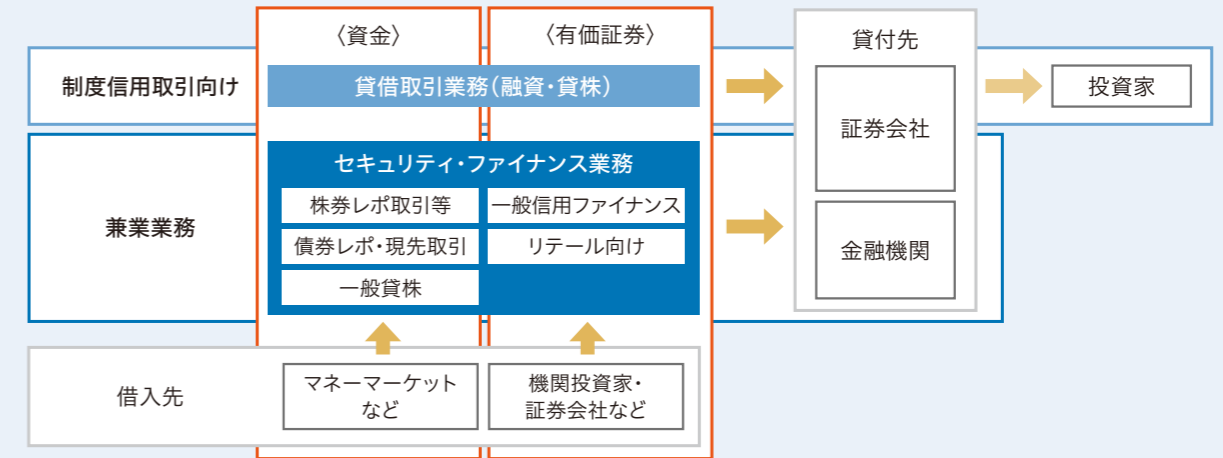 〈資金〉
〈有価証券〉
貸付先
制度信用取引向け
貸借取引業務（融資・貸株）
投資家
証券会社
セキュリティ・ファイナンス業務
株券レポ取引等
一般信用ファイナンス
兼業業務
債券レポ・現先取引
リテール向け
金融機関
一般貸株
借入先
マネーマーケット
など
機関投資家・
証券会社など